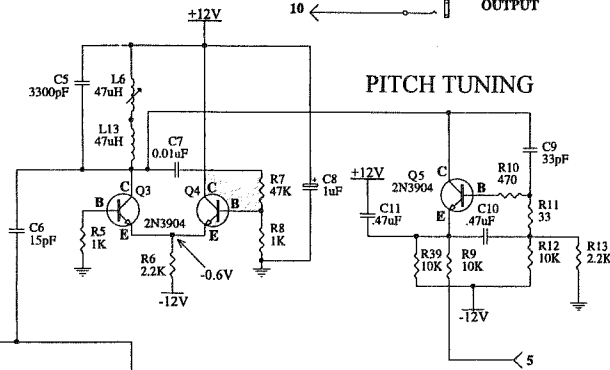 10 OUTPUT
+12V
PITCH TUNING
C5
3300pF
L6
47uH
L13
47uH
C7
0.01uF
Q3
Q4
C
C
B
B
E
E
2N3904
R7
47K
C8
1uF
+
C6
15pF
R5
1K
R8
1K
R6
2.2K
-0.6V
-12V
+12V
C11
.47uF
Q5
2N3904
C
B
E
R10
470
C9
33pF
R11
33
C10
.47uF
R39
10K
R9
10K
R12
10K
R13
2.2K
-12V
5